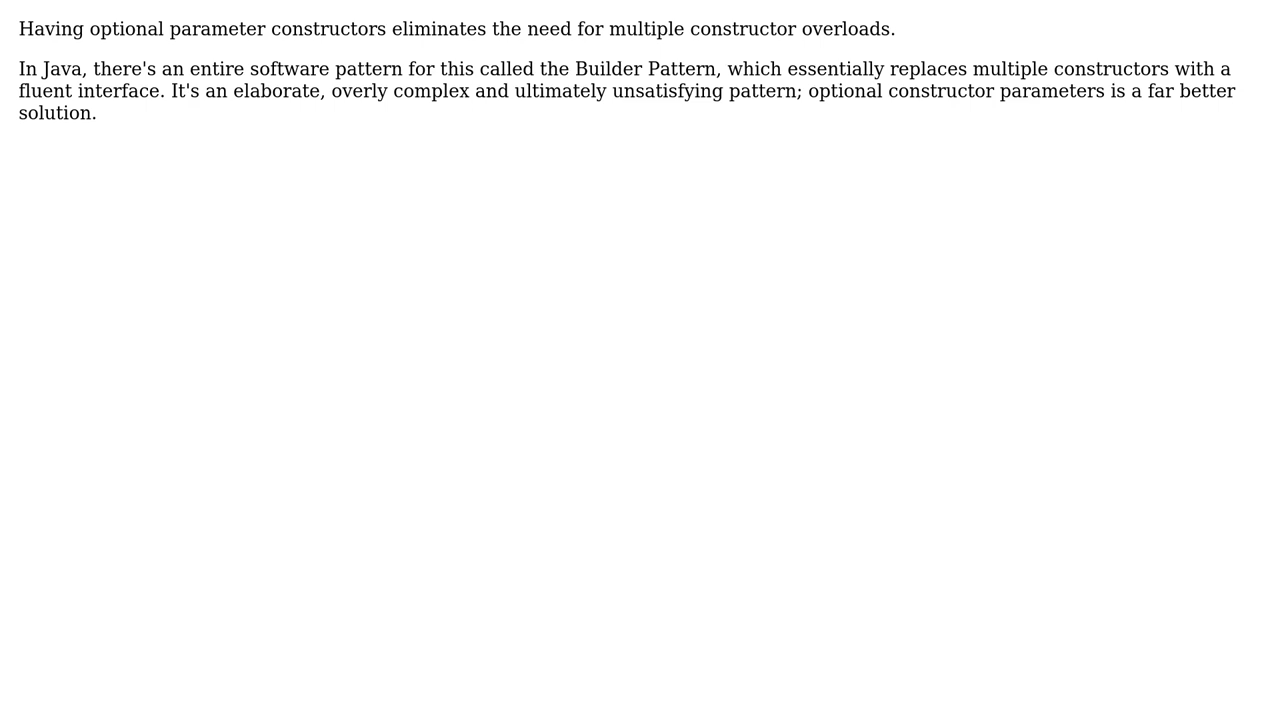 Having optional parameter constructors eliminates the need for multiple constructor overloads.
In Java, there's an entire software pattern for this called the Builder Pattern, which essentially replaces multiple constructors with a
fluent interface. It's an elaborate, overly complex and ultimately unsatisfying pattern; optional constructor parameters is a far better
solution.